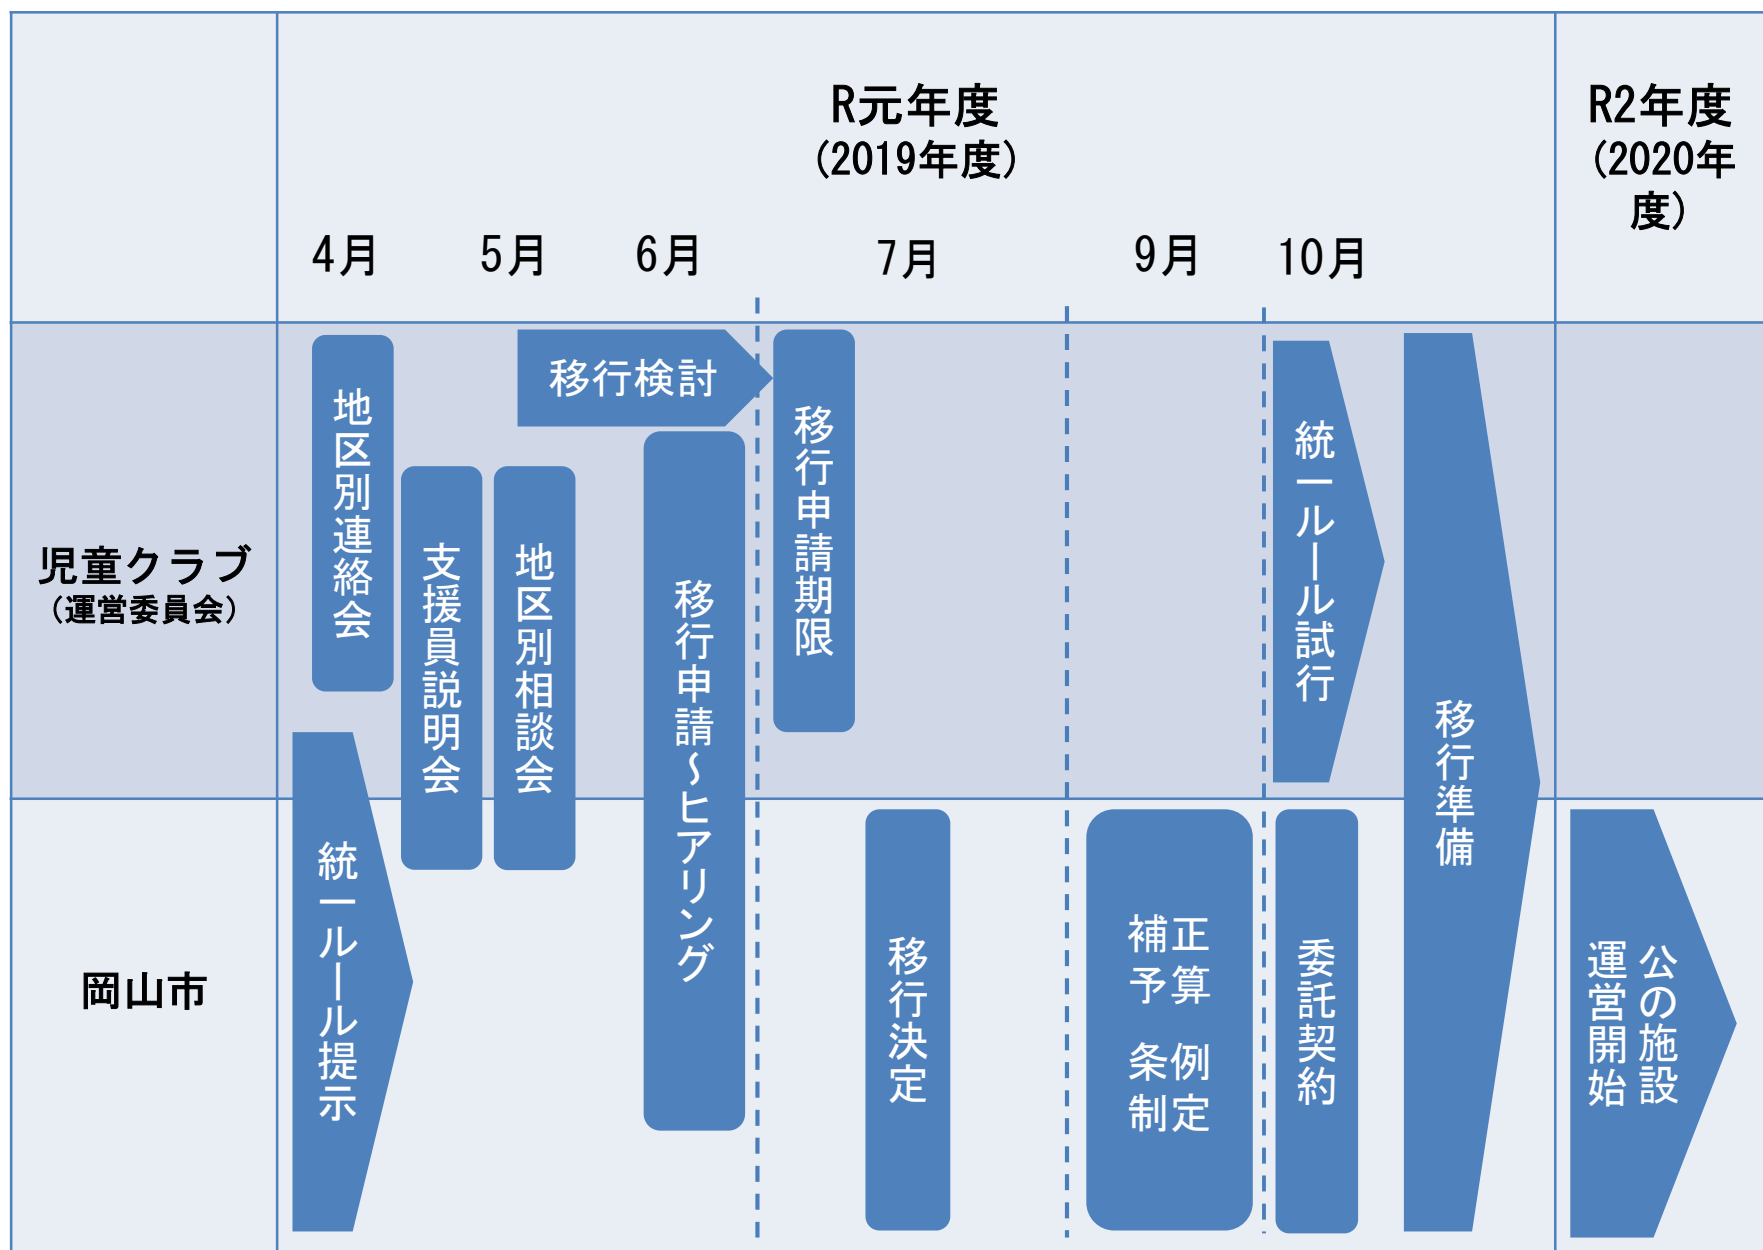 R元年度
(2019年度)
R2年度
(2020年
度)
4月
5月
6月
7月
9月
10月
児童クラブ
(運営委員会)
地区別連絡会
支援員説明会
地区別相談会
移行検討
移行申請~ヒアリング
移行申請期限
統一ルール試行
移行準備
岡山市
統一ルール提示
移行決定
補正
予算
条例
制定
委託契約
公の施設
運営開始